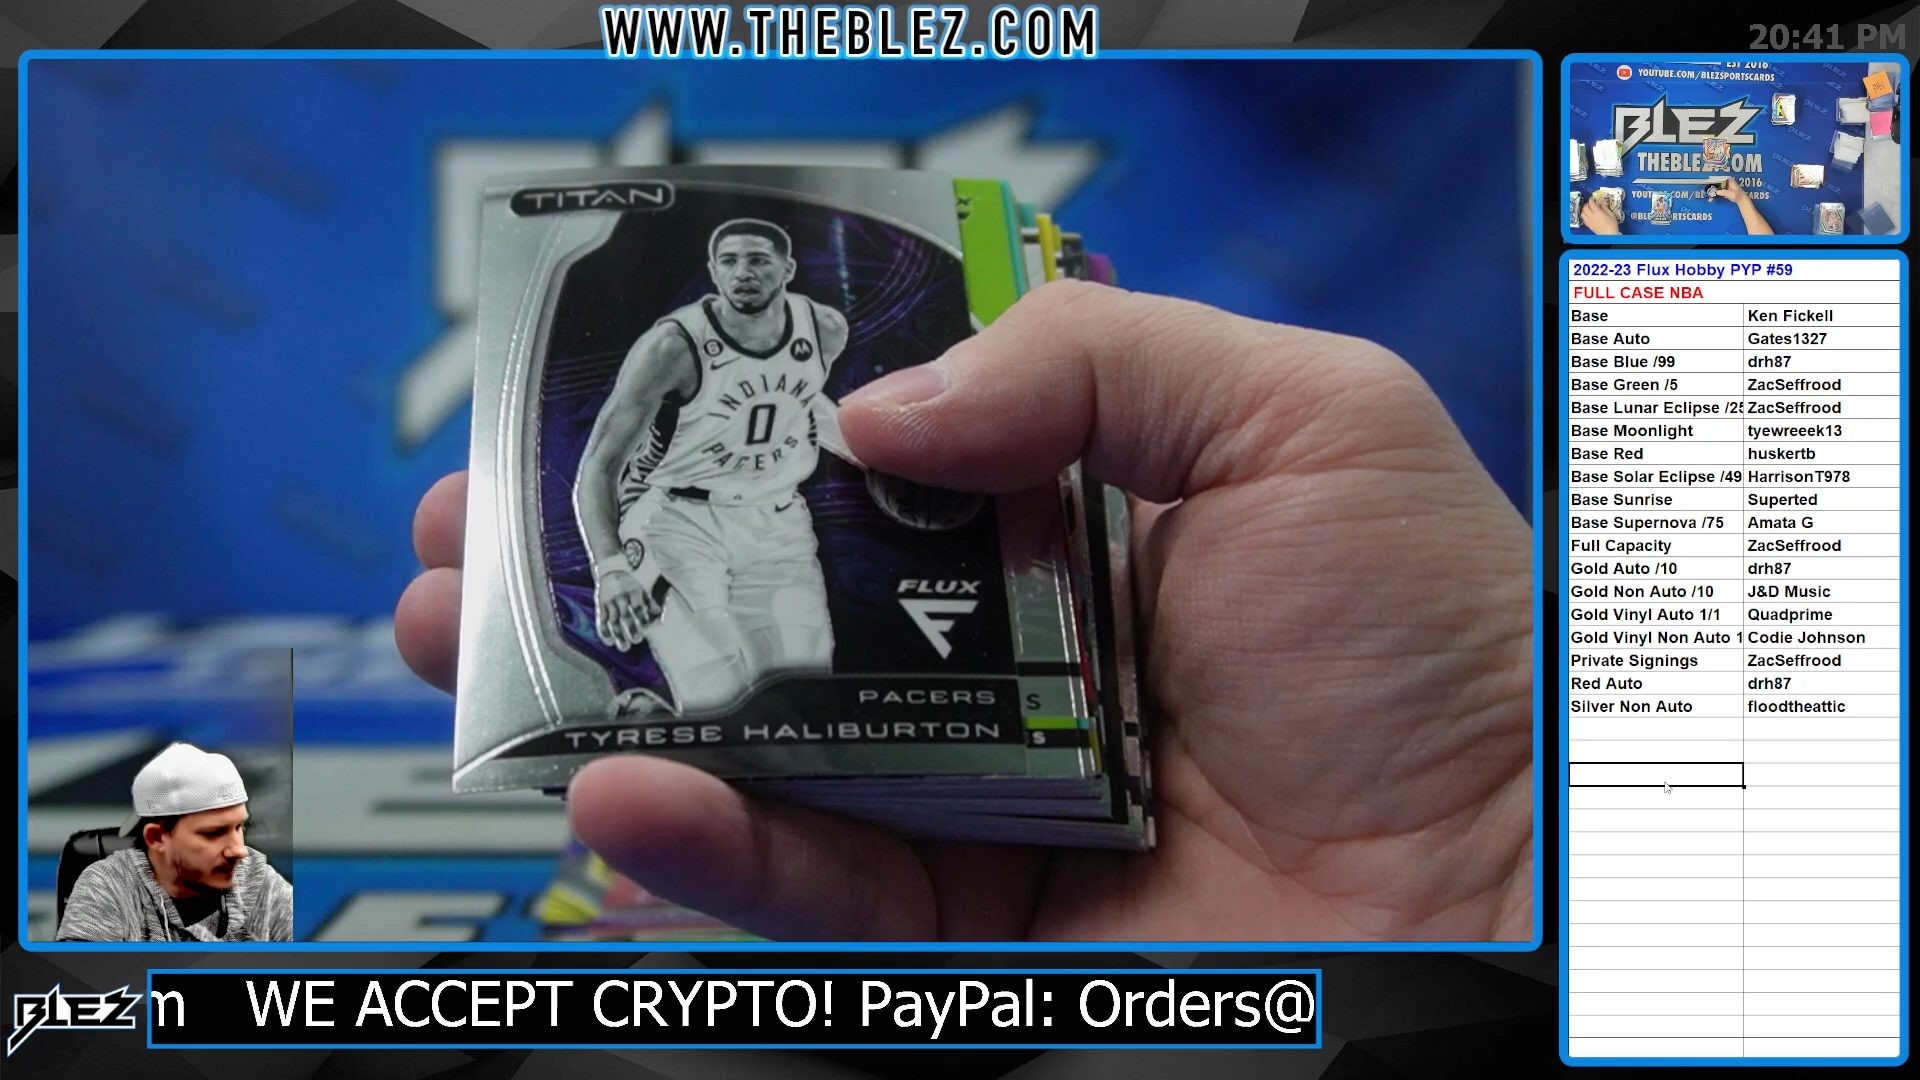 WWW.THEBLEZ.COM
20:41 PM
TITAN
INDIANA
0
PACERS
6
FLUX
PACERS
TYRESE HALIBURTON
S
S
EST 2016
YOUTUBE.COM/BLEZSPORTSCARDS
BLEZ
2022-23 Flux Hobby PYP #59
FULL CASE NBA
Base Ken Fickell
Base Auto Gates1327
Base Blue /99 drh87
Base Green /5 ZacSeffrood
Base Lunar Eclipse /25 ZacSeffrood
Base Moonlight tyewreeek13
Base Red huskertb
Base Solar Eclipse /49 HarrisonT978
Base Sunrise Superted
Base Supernova /75 Amata G
Full Capacity ZacSeffrood
Gold Auto /10 drh87
Gold Non Auto /10 J&D Music
Gold Vinyl Auto 1/1 Quadprime
Gold Vinyl Non Auto 1 Codie Johnson
Private Signings ZacSeffrood
Red Auto drh87
Silver Non Auto floodtheattic
BLEZ
m WE ACCEPT CRYPTO! PayPal: Orders@